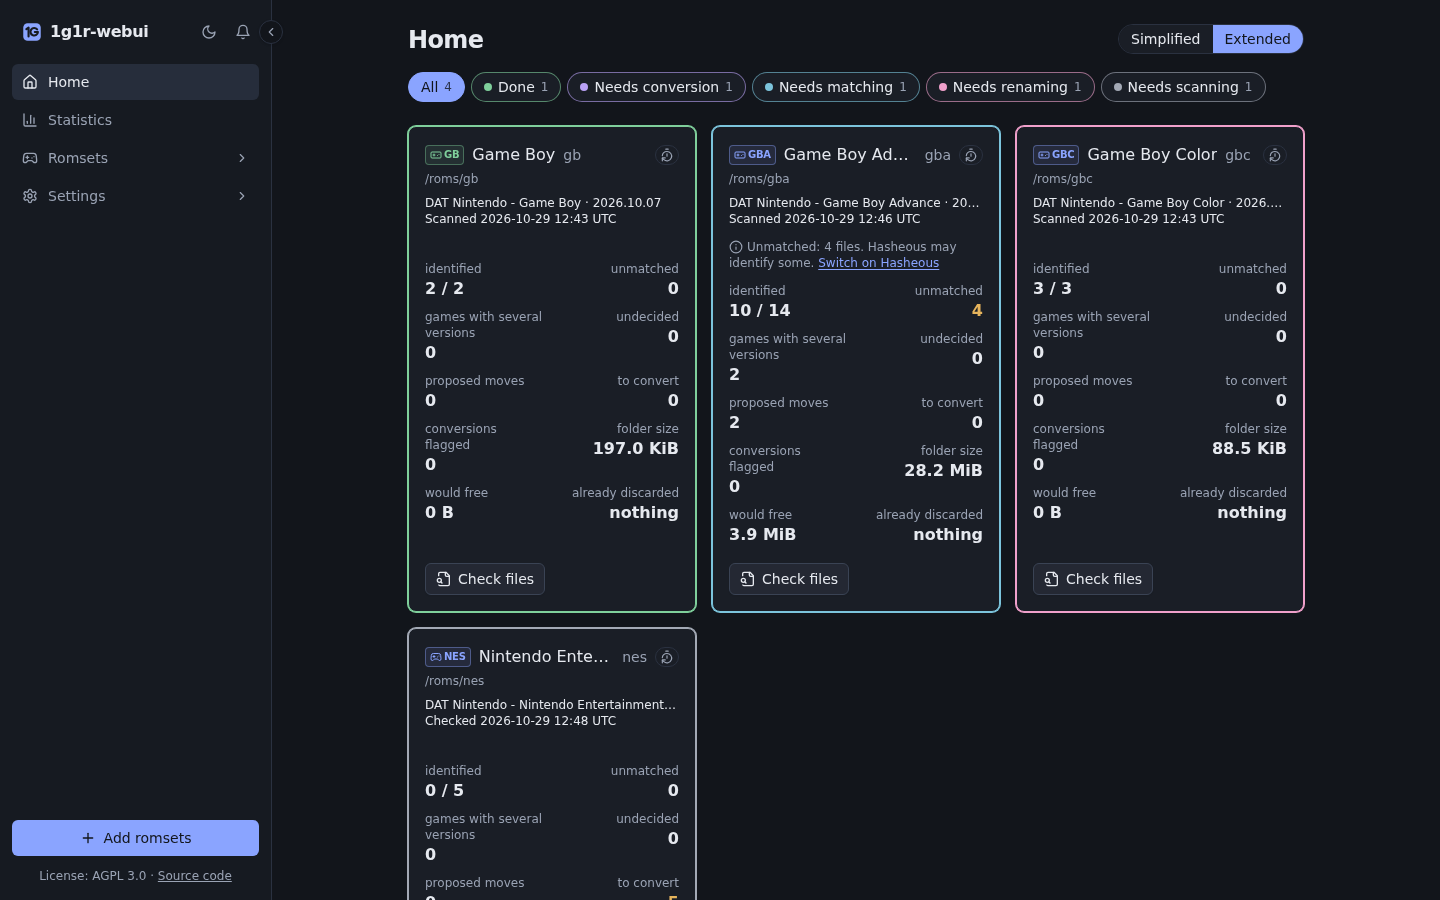 1G 1g1r-webui
Home
Statistics
Romsets
Settings
Add romsets
License: AGPL 3.0 · Source code
Home
Simplified Extended
All 4 Done 1 Needs conversion 1 Needs matching 1 Needs renaming 1 Needs scanning 1
GB Game Boy gb
/roms/gb
DAT Nintendo - Game Boy · 2026.10.07
Scanned 2026-10-29 12:43 UTC
identified unmatched
2 / 2 0
games with several versions undecided
0 0
proposed moves to convert
0 0
conversions flagged folder size
0 197.0 KiB
would free already discarded
0 B nothing
Check files
GBA Game Boy Ad... gba
/roms/gba
DAT Nintendo - Game Boy Advance · 20...
Scanned 2026-10-29 12:46 UTC
Unmatched: 4 files. Hasheous may
identify some. Switch on Hasheous
identified unmatched
10 / 14 4
games with several versions undecided
2 0
proposed moves to convert
2 0
conversions flagged folder size
0 28.2 MiB
would free already discarded
3.9 MiB nothing
Check files
GBC Game Boy Color gbc
/roms/gbc
DAT Nintendo - Game Boy Color · 2026....
Scanned 2026-10-29 12:43 UTC
identified unmatched
3 / 3 0
games with several versions undecided
0 0
proposed moves to convert
0 0
conversions flagged folder size
0 88.5 KiB
would free already discarded
0 B nothing
Check files
NES Nintendo Ente... nes
/roms/nes
DAT Nintendo - Nintendo Entertainment...
Checked 2026-10-29 12:48 UTC
identified unmatched
0 / 5 0
games with several versions undecided
0 0
proposed moves to convert